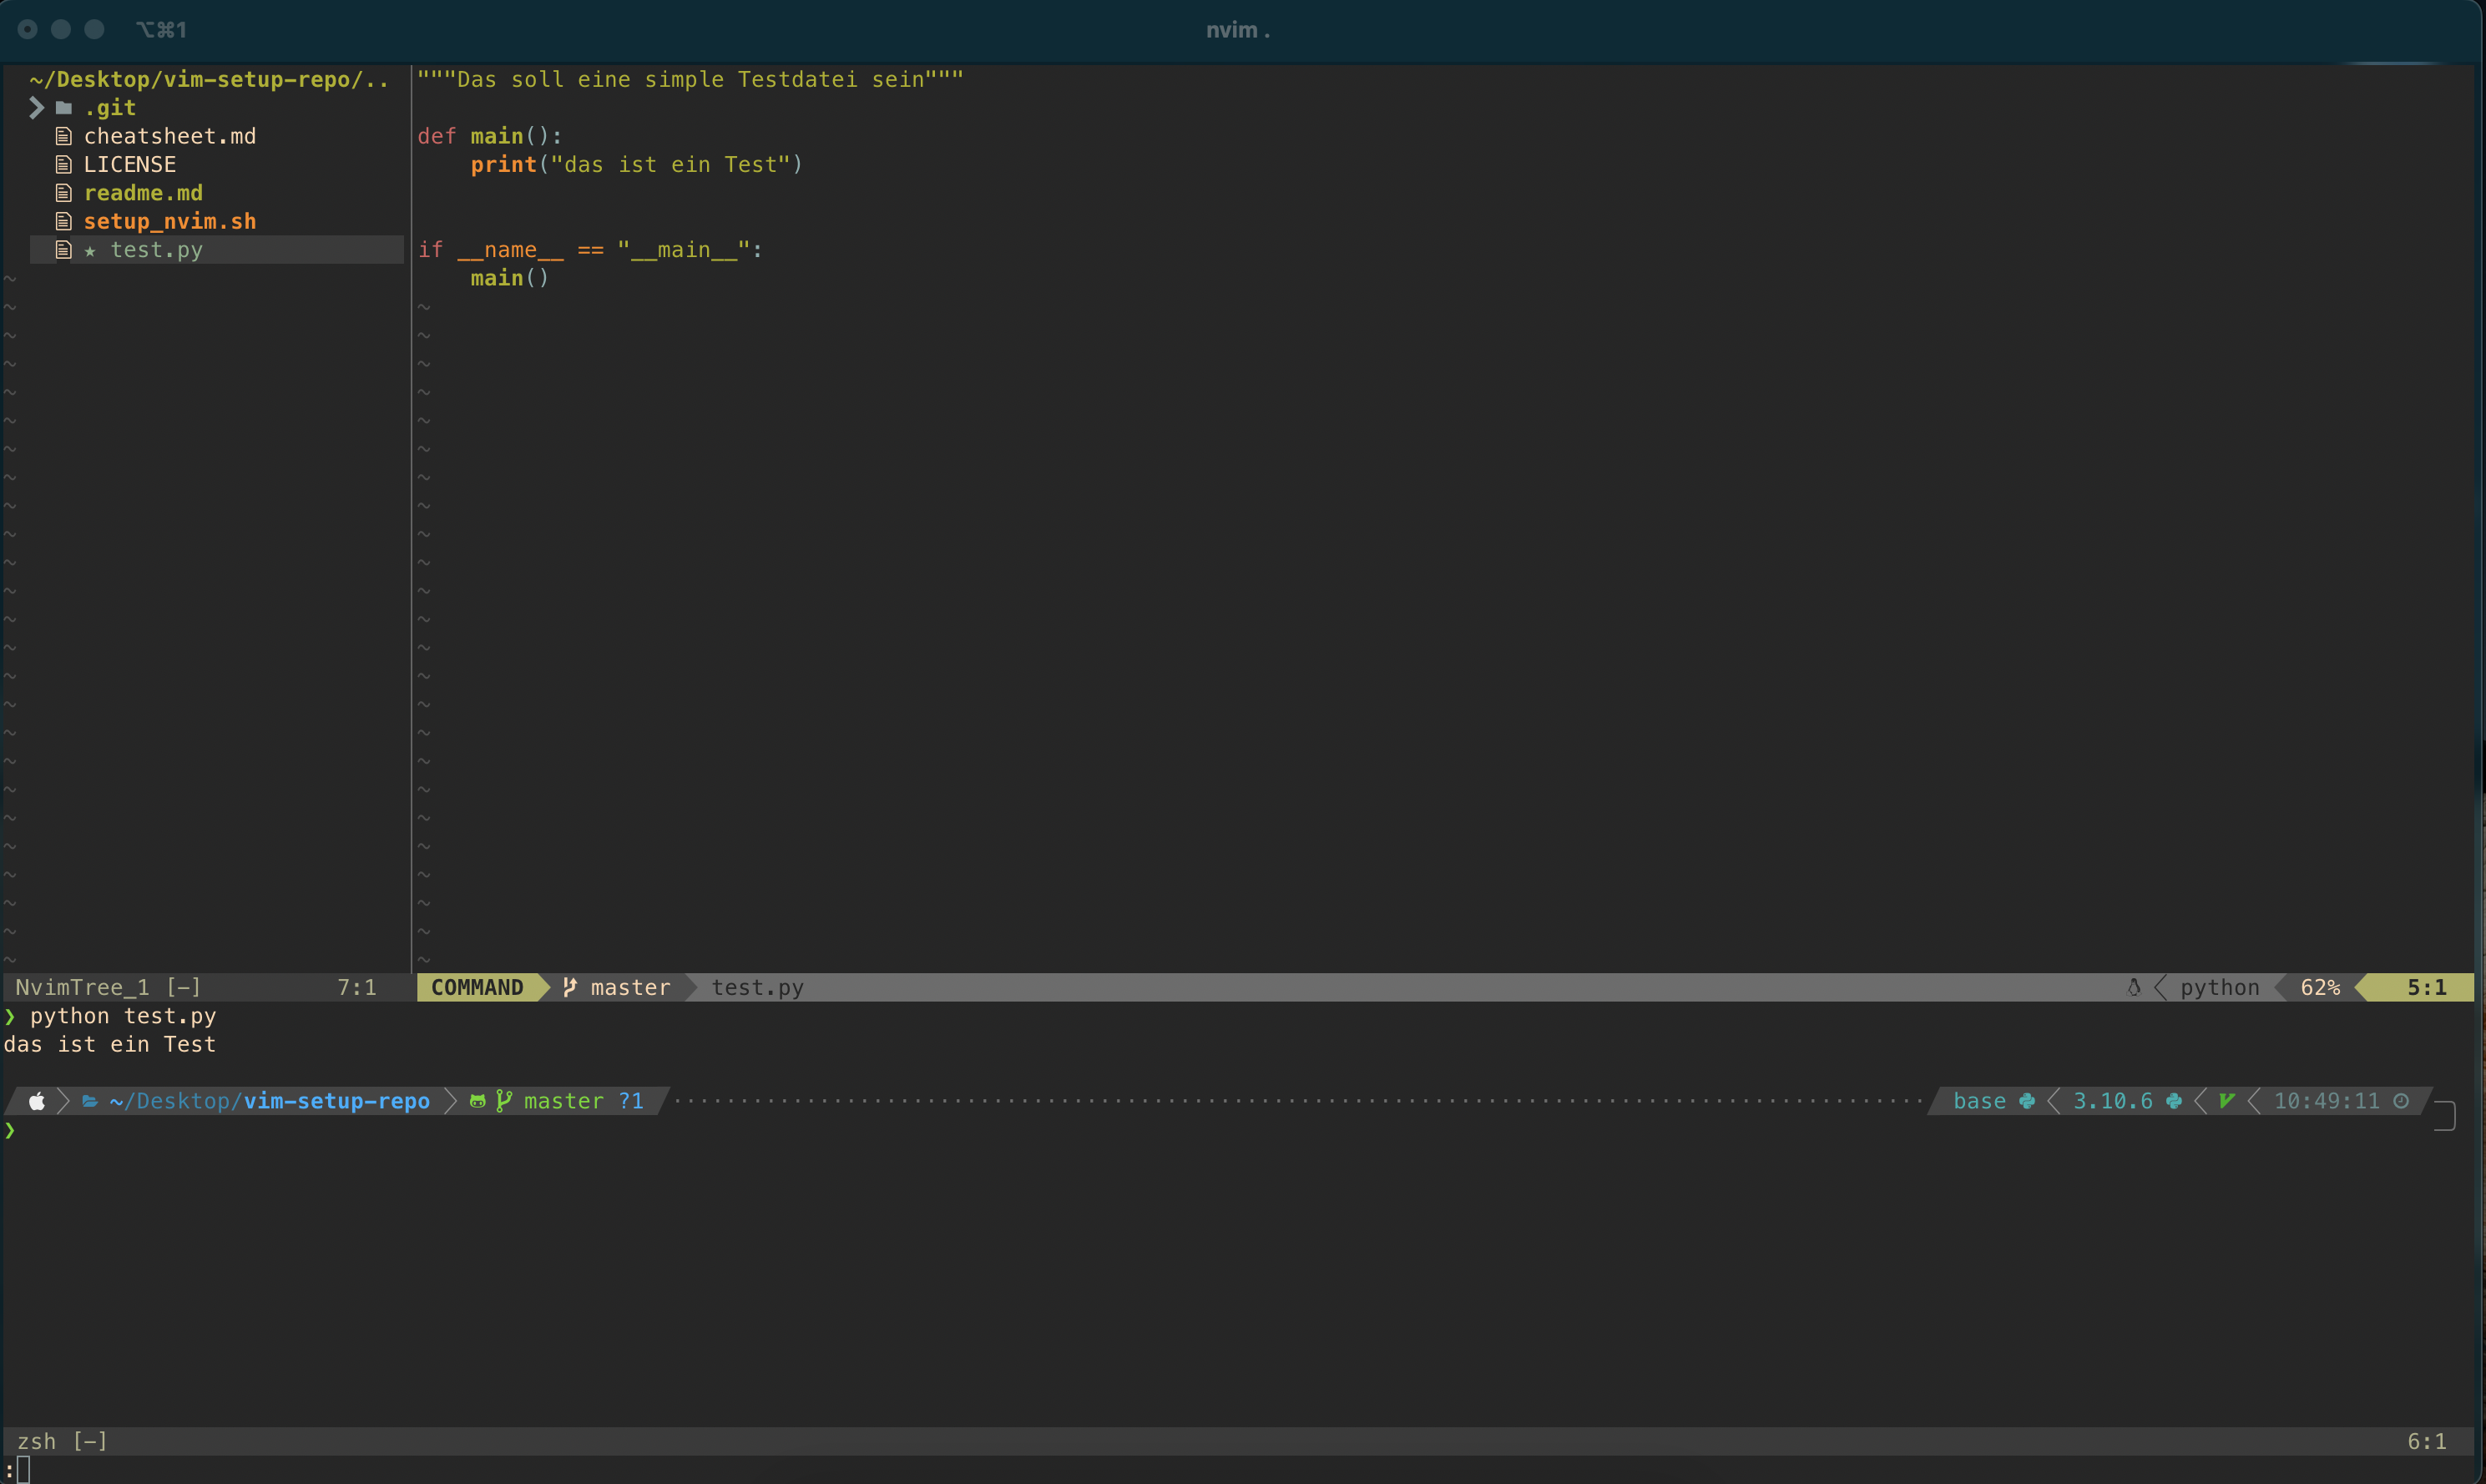 ⌥⌘1
nvim .
~/Desktop/vim-setup-repo/..
.git
cheatsheet.md
LICENSE
readme.md
setup_nvim.sh
★ test.py
"""Das soll eine simple Testdatei sein"""
def main():
    print("das ist ein Test")
if __name__ == "__main__":
    main()
NvimTree_1 [-] 7:1
COMMAND master test.py python 62% 5:1
❯ python test.py
das ist ein Test
~/Desktop/vim-setup-repo master ?1 base 3.10.6 10:49:11
❯
zsh [-] 6:1
: